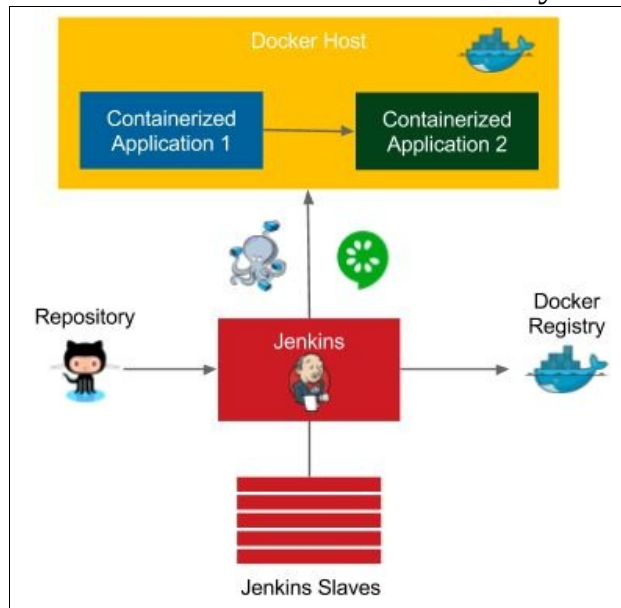 Docker Host
Containerized
Application 1
Containerized
Application 2
Repository
Jenkins
Docker
Registry
Jenkins Slaves